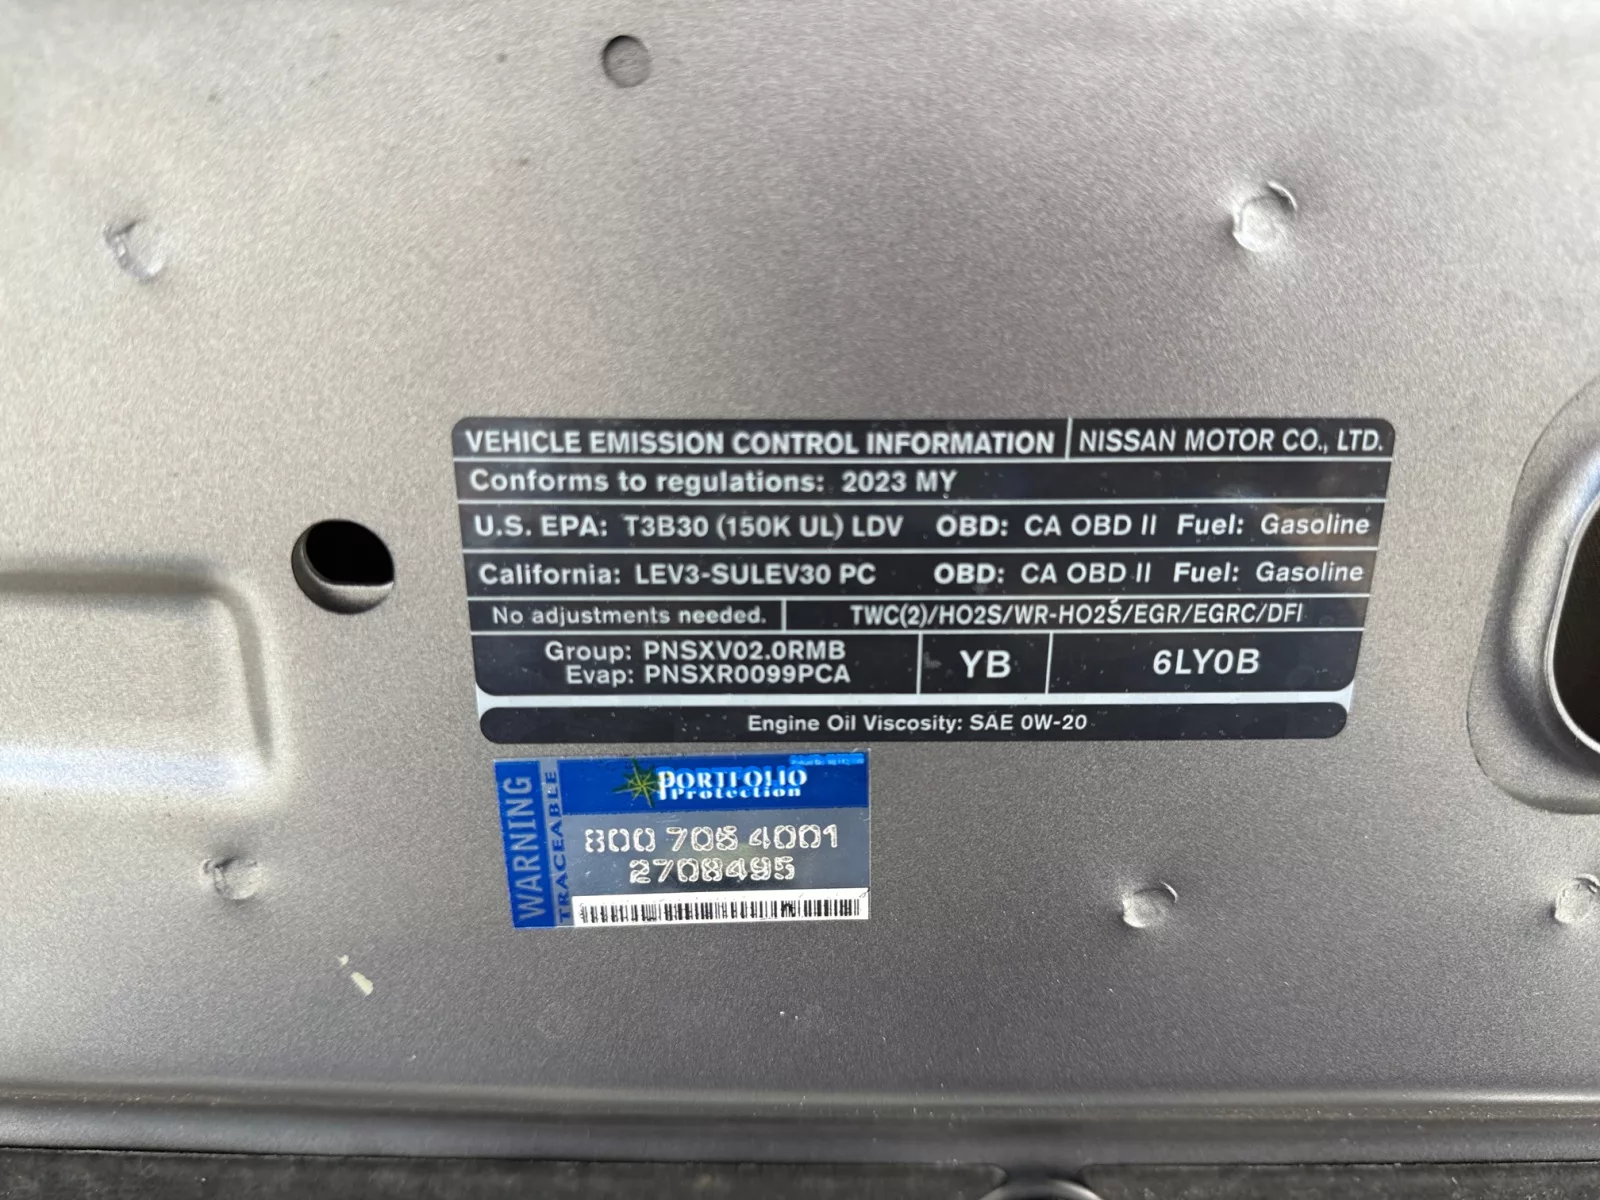 VEHICLE EMISSION CONTROL INFORMATION NISSAN MOTOR CO., LTD.
Conforms to regulations: 2023 MY
U.S. EPA: T3B30 (150K UL) LDV OBD: CA OBD II Fuel: Gasoline
California: LEV3-SULEV30 PC OBD: CA OBD II Fuel: Gasoline
No adjustments needed. TWC(2)/HO2S/WR-HO2S/EGR/EGRC/DFI
Group: PNSXV02.0RMB
Evap: PNSXR0099PCA
YB
6LY0B
Engine Oil Viscosity: SAE 0W-20
WARNING
TRACEABLE
PORTFOLIO
Protection
800 706 4001
2708495